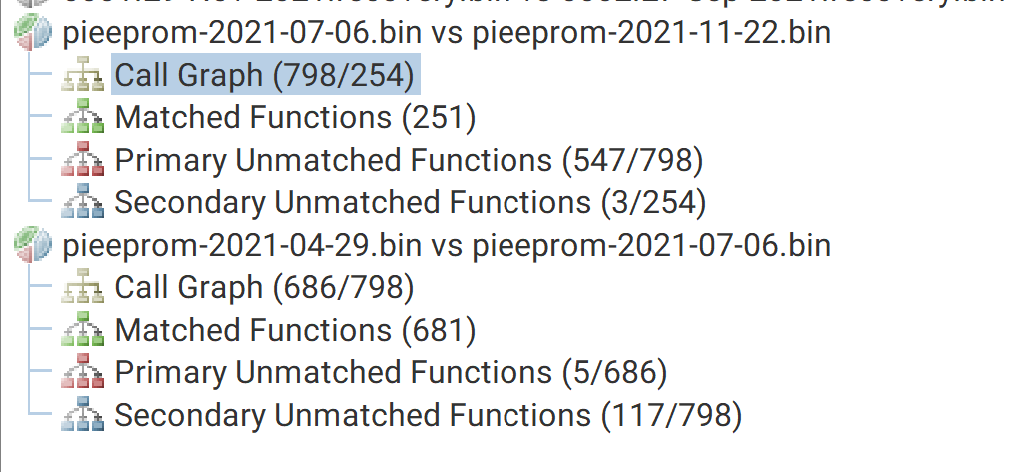 pieeprom-2021-07-06.bin vs pieeprom-2021-11-22.bin
Call Graph (798/254)
Matched Functions (251)
Primary Unmatched Functions (547/798)
Secondary Unmatched Functions (3/254)
pieeprom-2021-04-29.bin vs pieeprom-2021-07-06.bin
Call Graph (686/798)
Matched Functions (681)
Primary Unmatched Functions (5/686)
Secondary Unmatched Functions (117/798)